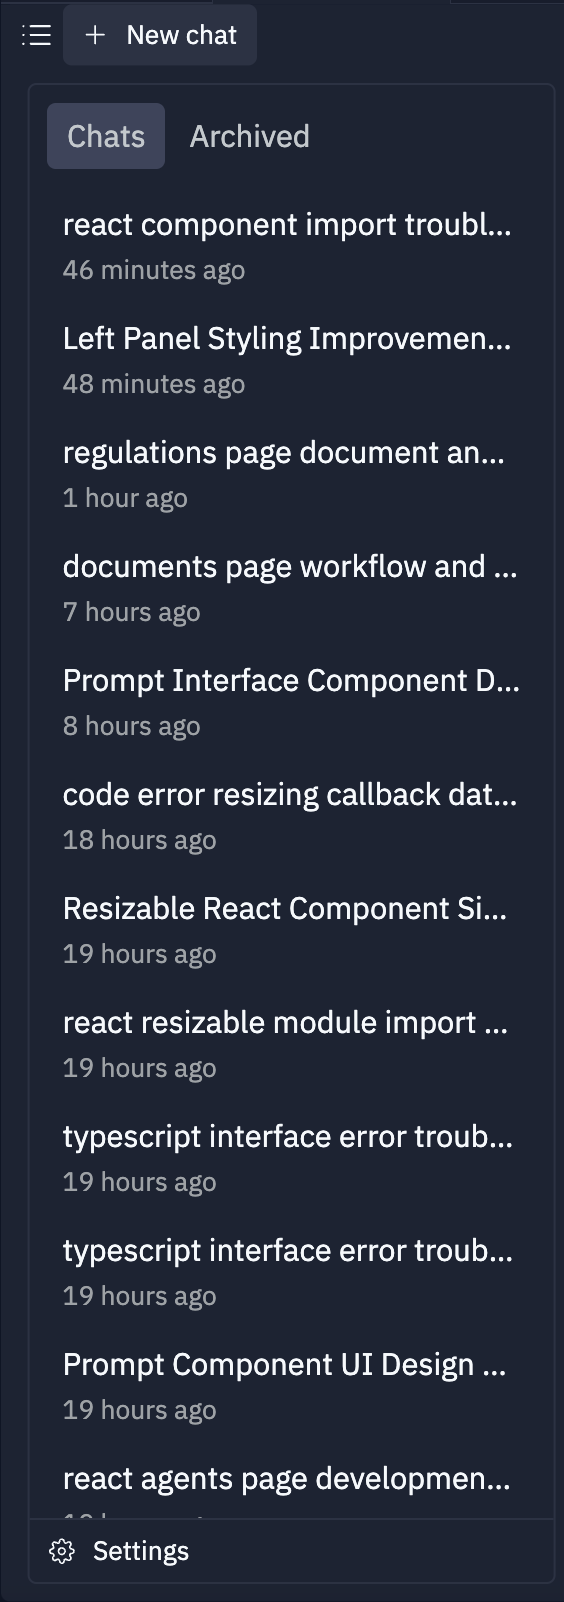 New chat
Chats Archived
react component import troubl...
46 minutes ago
Left Panel Styling Improvemen...
48 minutes ago
regulations page document an...
1 hour ago
documents page workflow and ...
7 hours ago
Prompt Interface Component D...
8 hours ago
code error resizing callback dat...
18 hours ago
Resizable React Component Si...
19 hours ago
react resizable module import ...
19 hours ago
typescript interface error troub...
19 hours ago
typescript interface error troub...
19 hours ago
Prompt Component UI Design ...
19 hours ago
react agents page developmen...
Settings